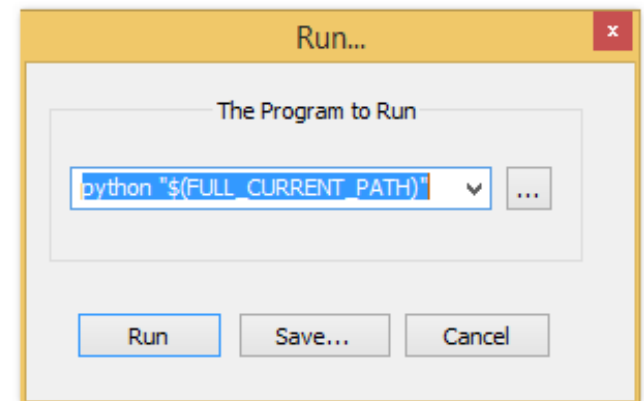 Run...
x
The Program to Run
python "$(FULL_CURRENT_PATH)"
...
Run Save... Cancel